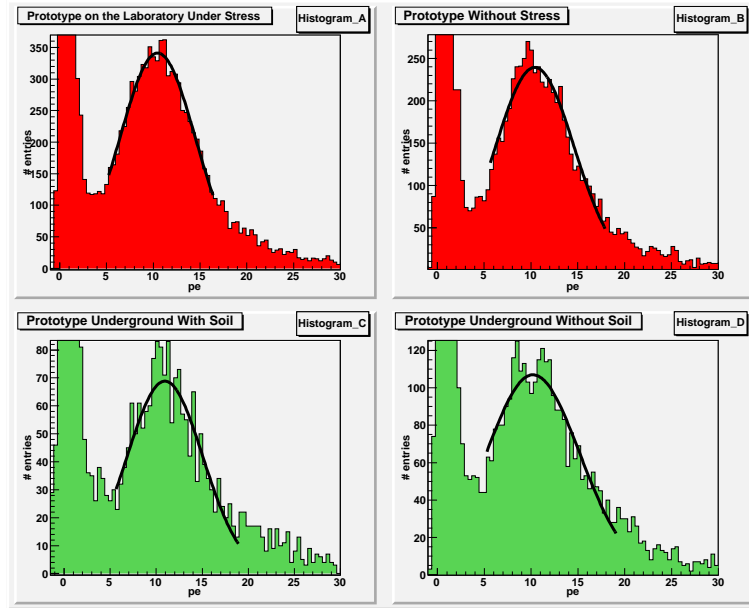 Prototype on the Laboratory Under Stress
Histogram_A
# entries
350
300
250
200
150
100
50
0
0 5 10 15 20 25 30
pe
Prototype Without Stress
Histogram_B
# entries
250
200
150
100
50
0 5 10 15 20 25 30
pe
Prototype Underground With Soil
Histogram_C
# entries
80
70
60
50
40
30
20
10
0
0 5 10 15 20 25 30
pe
Prototype Underground Without Soil
Histogram_D
# entries
120
100
80
60
40
20
0
0 5 10 15 20 25 30
pe